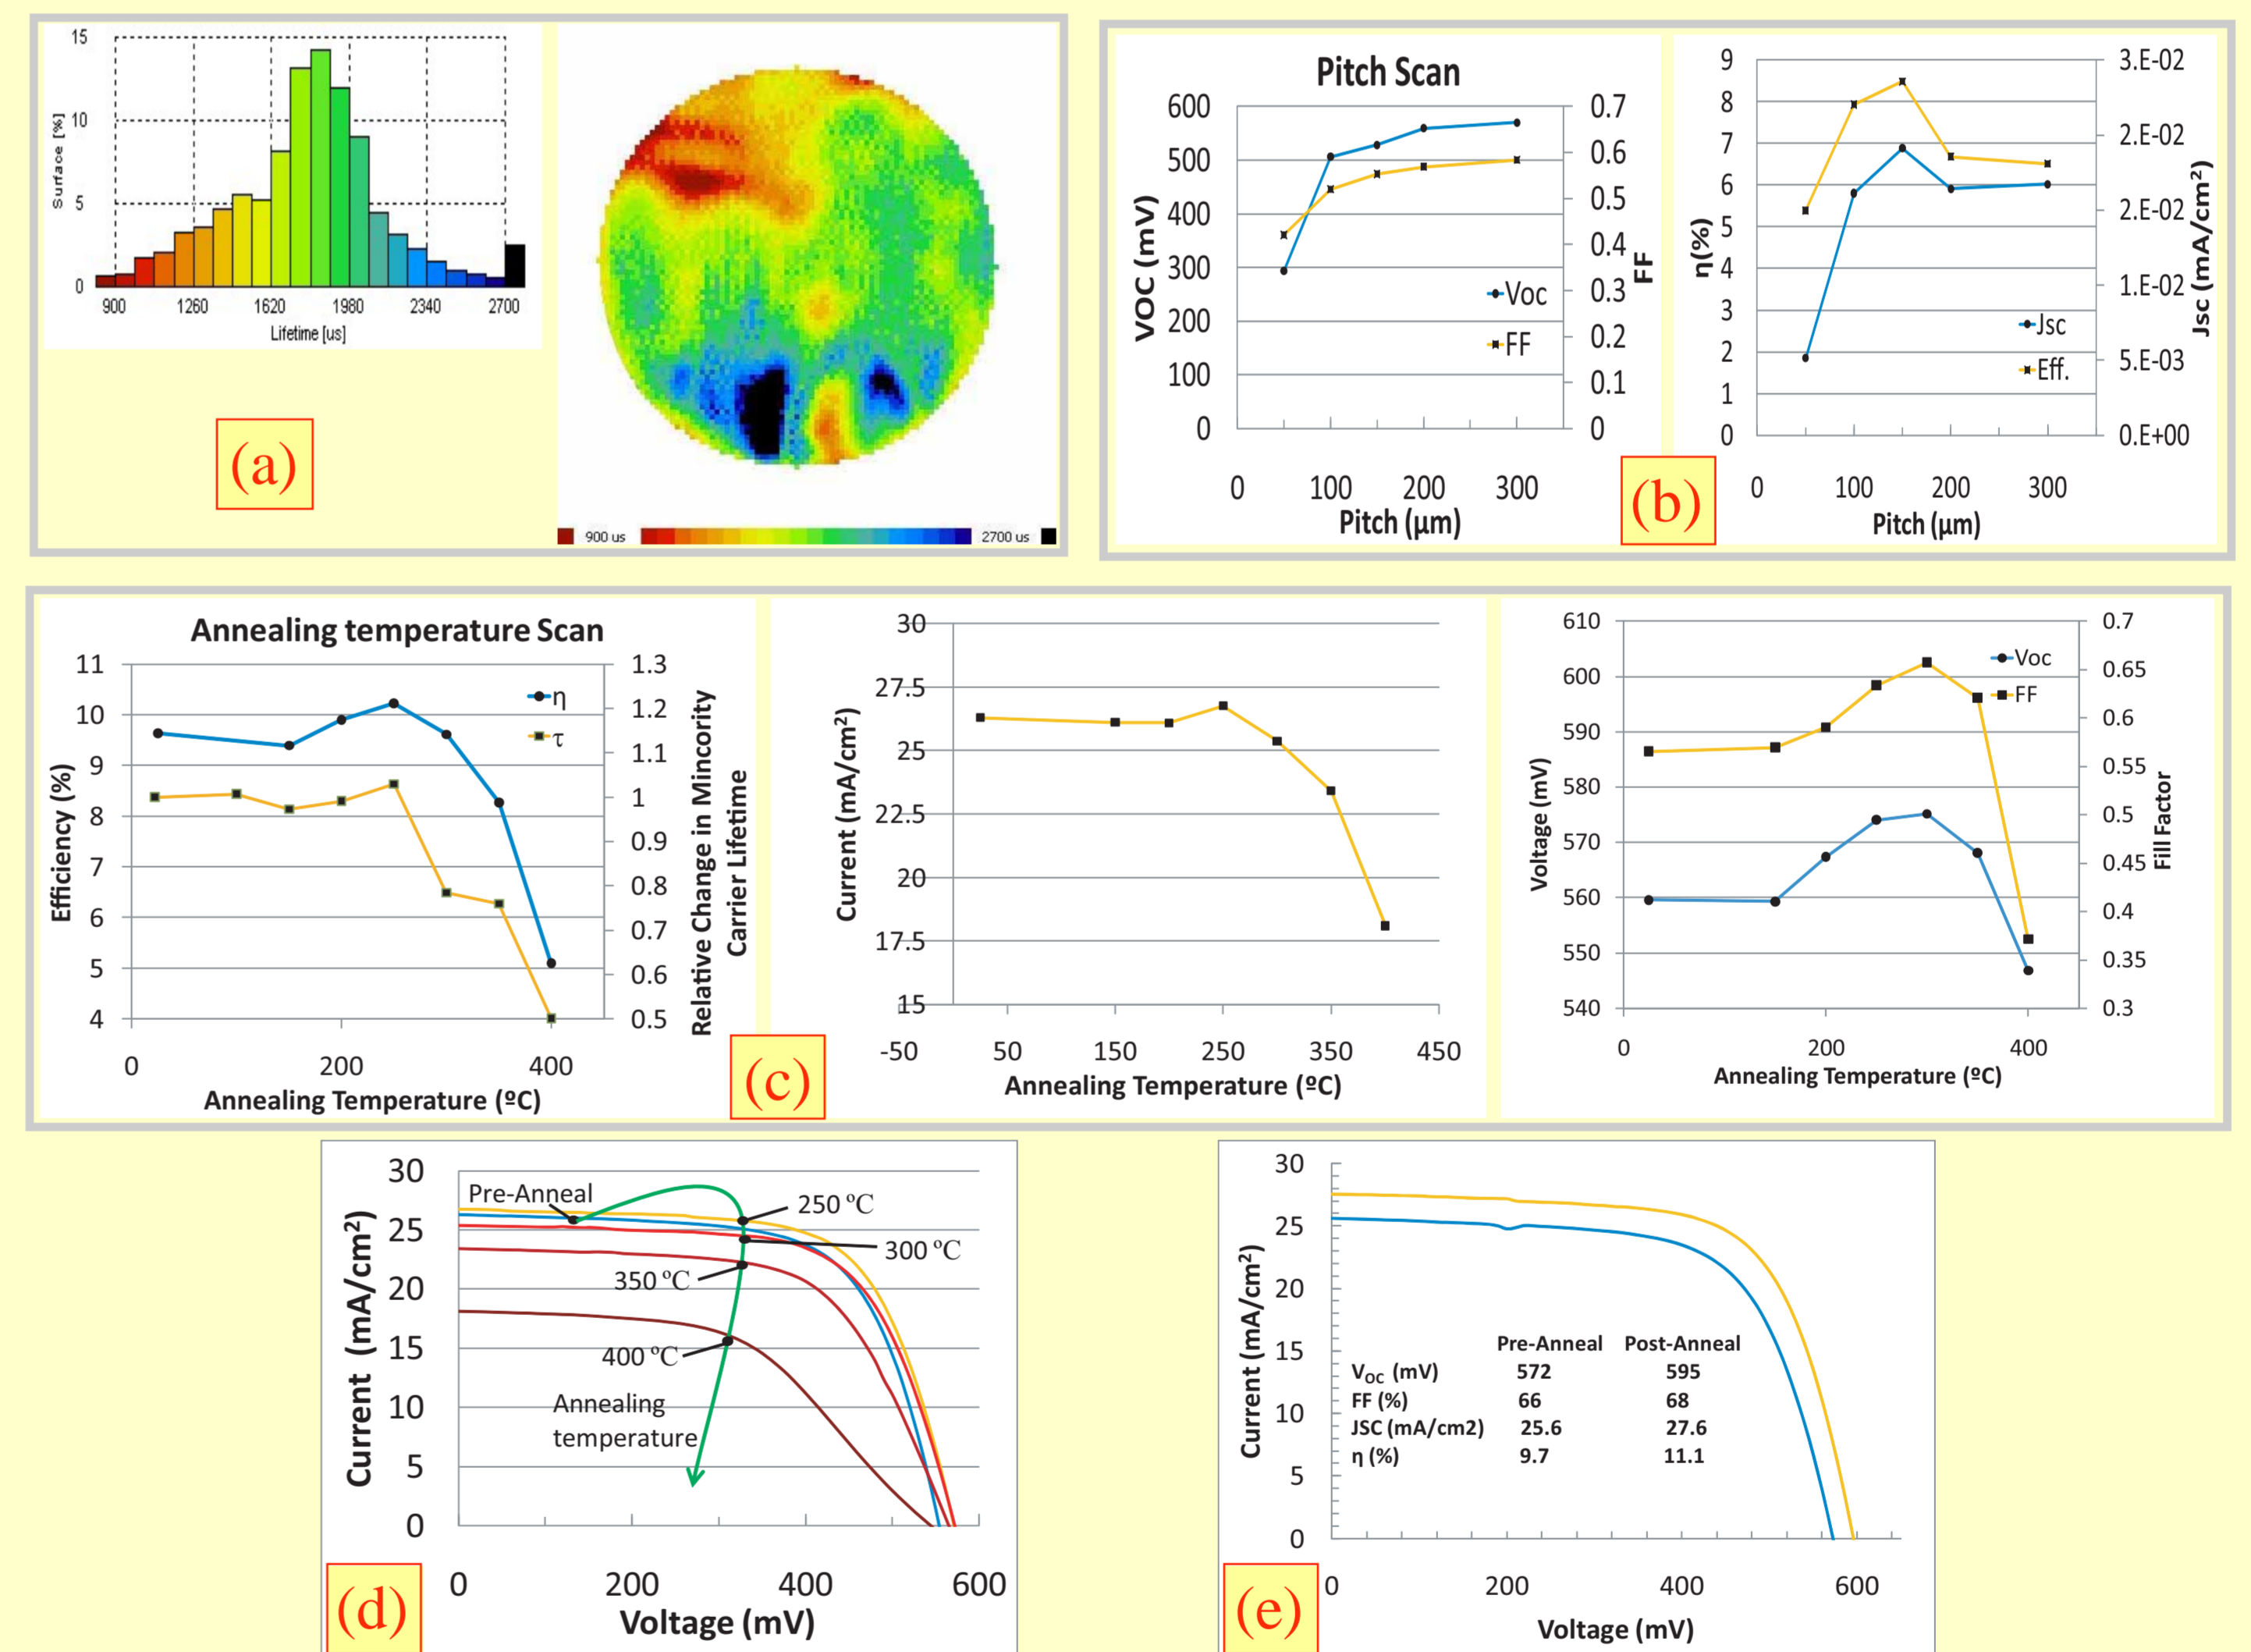 15
10
5
0
Surface [%]
900 1260 1620 1980 2340 2700
Lifetime [us]
(a)
900 us
2700 us
Pitch Scan
600
500
400
300
200
100
0
VOC (mV)
0.7
0.6
0.5
0.4
0.3
0.2
0.1
0
FF
Voc
FF
0 100 200 300
Pitch (µm)
(b)
9
8
7
6
5
4
3
2
1
0
η(%)
3.E-02
2.E-02
2.E-02
1.E-02
5.E-03
0.E+00
Jsc (mA/cm²)
Jsc
Eff.
0 100 200 300
Pitch (µm)
Annealing temperature Scan
11
10
9
8
7
6
5
4
Efficiency (%)
η
τ
1.3
1.2
1.1
1
0.9
0.8
0.7
0.6
0.5
Relative Change in Mincority
Carrier Lifetime
0 200 400
Annealing Temperature (ºC)
(c)
30
27.5
25
22.5
20
17.5
15
Current (mA/cm²)
-50 50 150 250 350 450
Annealing Temperature (ºC)
610
600
590
580
570
560
550
540
Voltage (mV)
Voc
FF
0.7
0.65
0.6
0.55
0.5
0.45
0.4
0.35
0.3
Fill Factor
0 200 400
Annealing Temperature (ºC)
30
25
20
15
10
5
0
Current (mA/cm²)
Pre-Anneal
250 ºC
300 ºC
350 ºC
400 ºC
Annealing
temperature
0 200 400 600
Voltage (mV)
(d)
30
25
20
15
10
5
0
Current (mA/cm²)
Pre-Anneal Post-Anneal
VOC (mV) 572 595
FF (%) 66 68
JSC (mA/cm2) 25.6 27.6
η (%) 9.7 11.1
0 200 400 600
Voltage (mV)
(e)